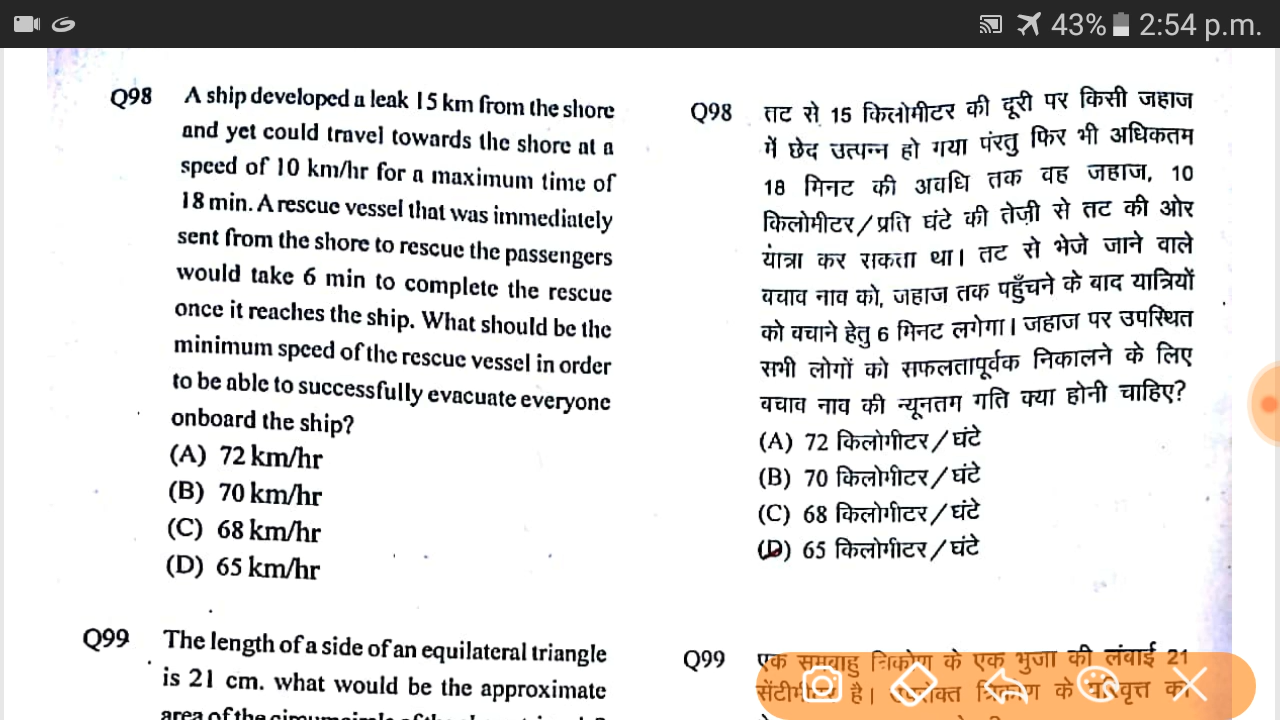 43% 2:54 p.m.
Q98 A ship developed a leak 15 km from the shore
and yet could travel towards the shore at a
speed of 10 km/hr for a maximum time of
18 min. A rescue vessel that was immediately
sent from the shore to rescue the passengers
would take 6 min to complete the rescue
once it reaches the ship. What should be the
minimum speed of the rescue vessel in order
to be able to successfully evacuate everyone
onboard the ship?
(A) 72 km/hr
(B) 70 km/hr
(C) 68 km/hr
(D) 65 km/hr
Q99 The length of a side of an equilateral triangle
is 21 cm. what would be the approximate
Q98 तट से 15 किलोमीटर की दूरी पर किसी जहाज
में छेद उत्पन्न हो गया पंरतु फिर भी अधिकतम
18 मिनट की अवधि तक वह जहाज, 10
किलोमीटर/प्रति घंटे की तेज़ी से तट की ओर
यात्रा कर सकता था। तट से भेजे जाने वाले
बचाव नाव को, जहाज तक पहुँचने के बाद यात्रियों
को बचाने हेतु 6 मिनट लगेगा। जहाज पर उपस्थित
सभी लोगों को सफलतापूर्वक निकालने के लिए
बचाव नाव की न्यूनतम गति क्या होनी चाहिए?
(A) 72 किलोमीटर/घंटे
(B) 70 किलोमीटर/घंटे
(C) 68 किलोमीटर/घंटे
(D) 65 किलोमीटर/घंटे
Q99 एक समबाहु त्रिकोण के एक भुजा की लंबाई 21
है। त्रिकोण के